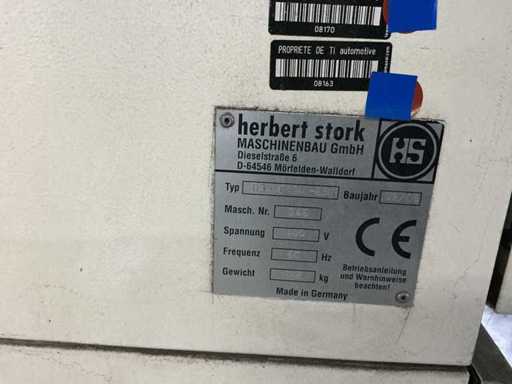 08170
PROPRIETE DE TI automotive
08163
herbert stork
MASCHINENBAU GmbH
Dieselstraße 6
D-64546 Mörfelden-Walldorf
HS
Typ
Baujahr
Masch. Nr.
Spannung V
Frequenz Hz
Gewicht kg
CE
Betriebsanleitung
und Warnhinweise
beachten!
Made in Germany